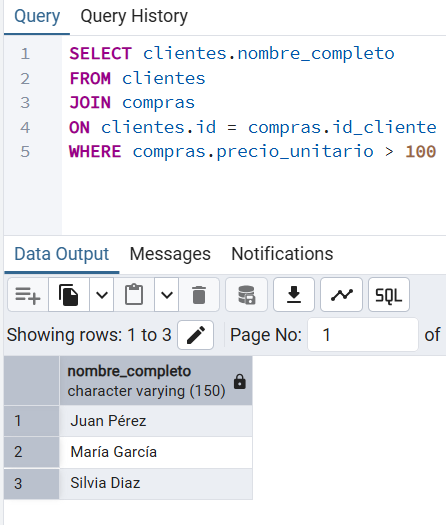 Query Query History
1 SELECT clientes.nombre_completo
2 FROM clientes
3 JOIN compras
4 ON clientes.id = compras.id_cliente
5 WHERE compras.precio_unitario > 100
Data Output Messages Notifications
SQL
Showing rows: 1 to 3 Page No: 1 of
nombre_completo
character varying (150)
1 Juan Pérez
2 María García
3 Silvia Diaz